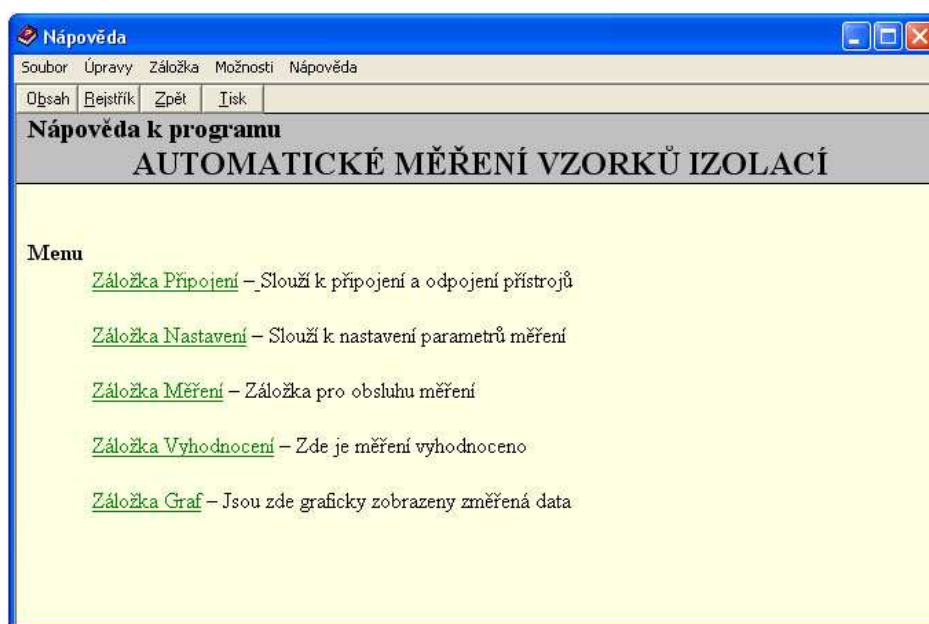 Nápověda
Soubor Úpravy Záložka Možnosti Nápověda
Obsah Rejstřík Zpět Tisk
Nápověda k programu
AUTOMATICKÉ MĚŘENÍ VZORKŮ IZOLACÍ
Menu
Záložka Připojení – Slouží k připojení a odpojení přístrojů
Záložka Nastavení – Slouží k nastavení parametrů měření
Záložka Měření – Záložka pro obsluhu měření
Záložka Vyhodnocení – Zde je měření vyhodnoceno
Záložka Graf – Jsou zde graficky zobrazeny změřená data